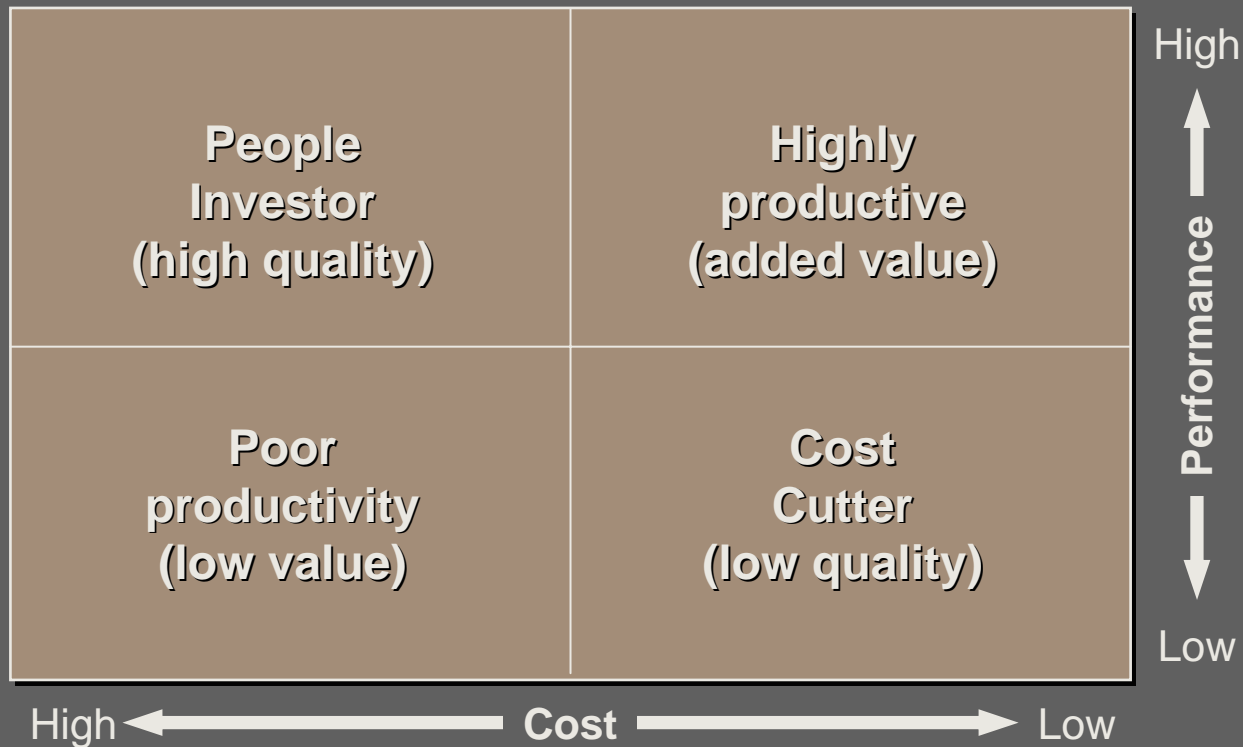 People
Investor
(high quality)
Highly
productive
(added value)
Poor
productivity
(low value)
Cost
Cutter
(low quality)
High
Performance
Low
High
Cost
Low